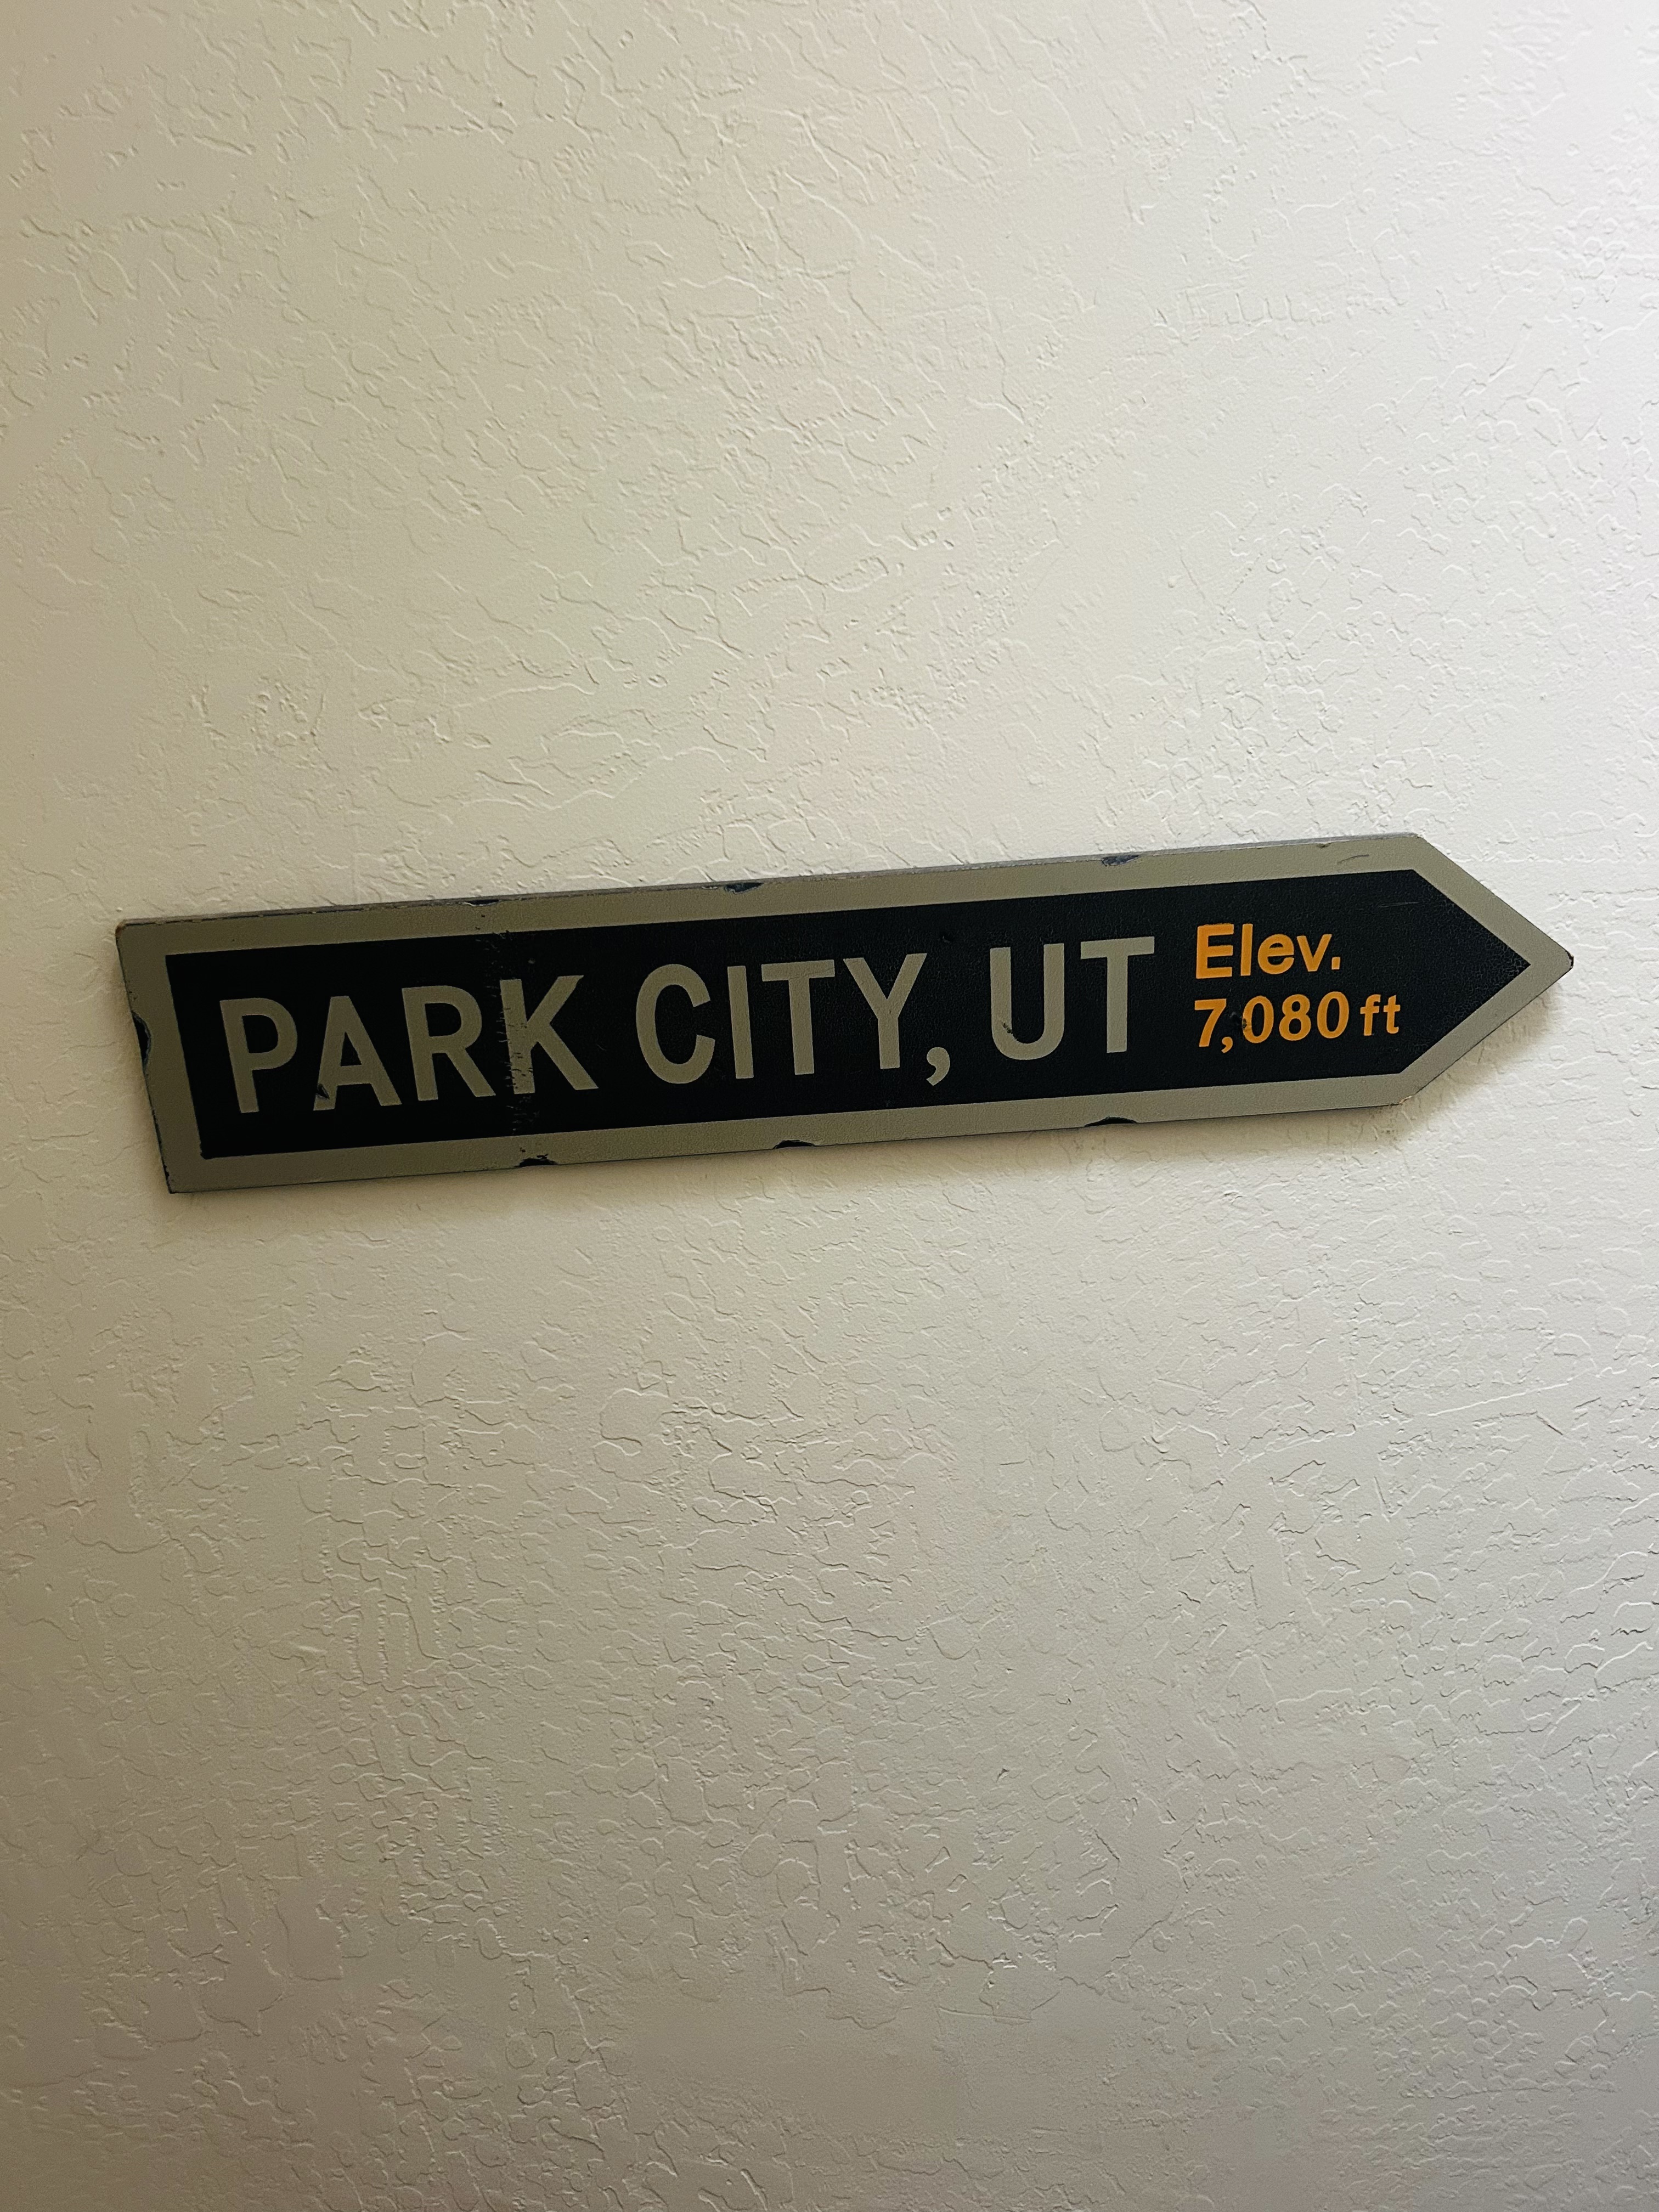 PARK CITY, UT
Elev.
7,080 ft